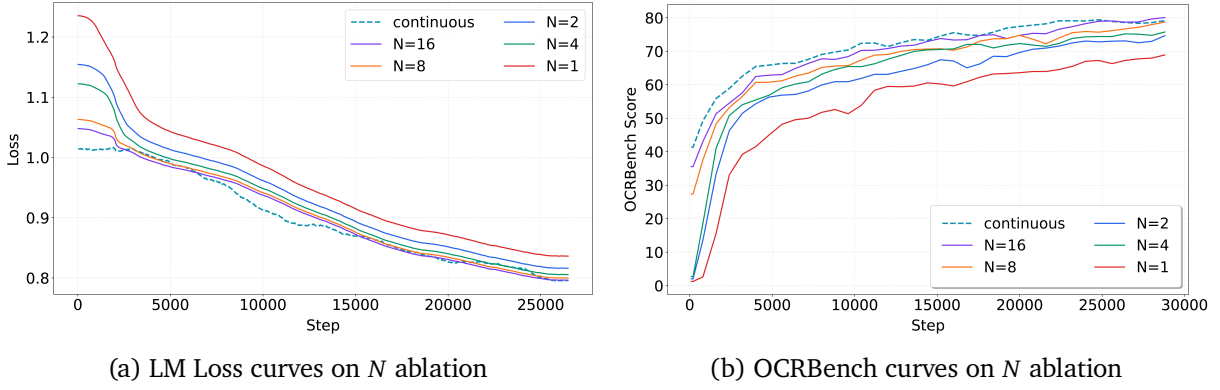 continuous
N=16
N=8
N=2
N=4
N=1
1.2
1.1
1.0
0.9
0.8
Loss
0 5000 10000 15000 20000 25000
Step
(a) LM Loss curves on N ablation
80
70
60
50
40
30
20
10
0
OCRBench Score
continuous
N=16
N=8
N=2
N=4
N=1
0 5000 10000 15000 20000 25000 30000
Step
(b) OCRBench curves on N ablation